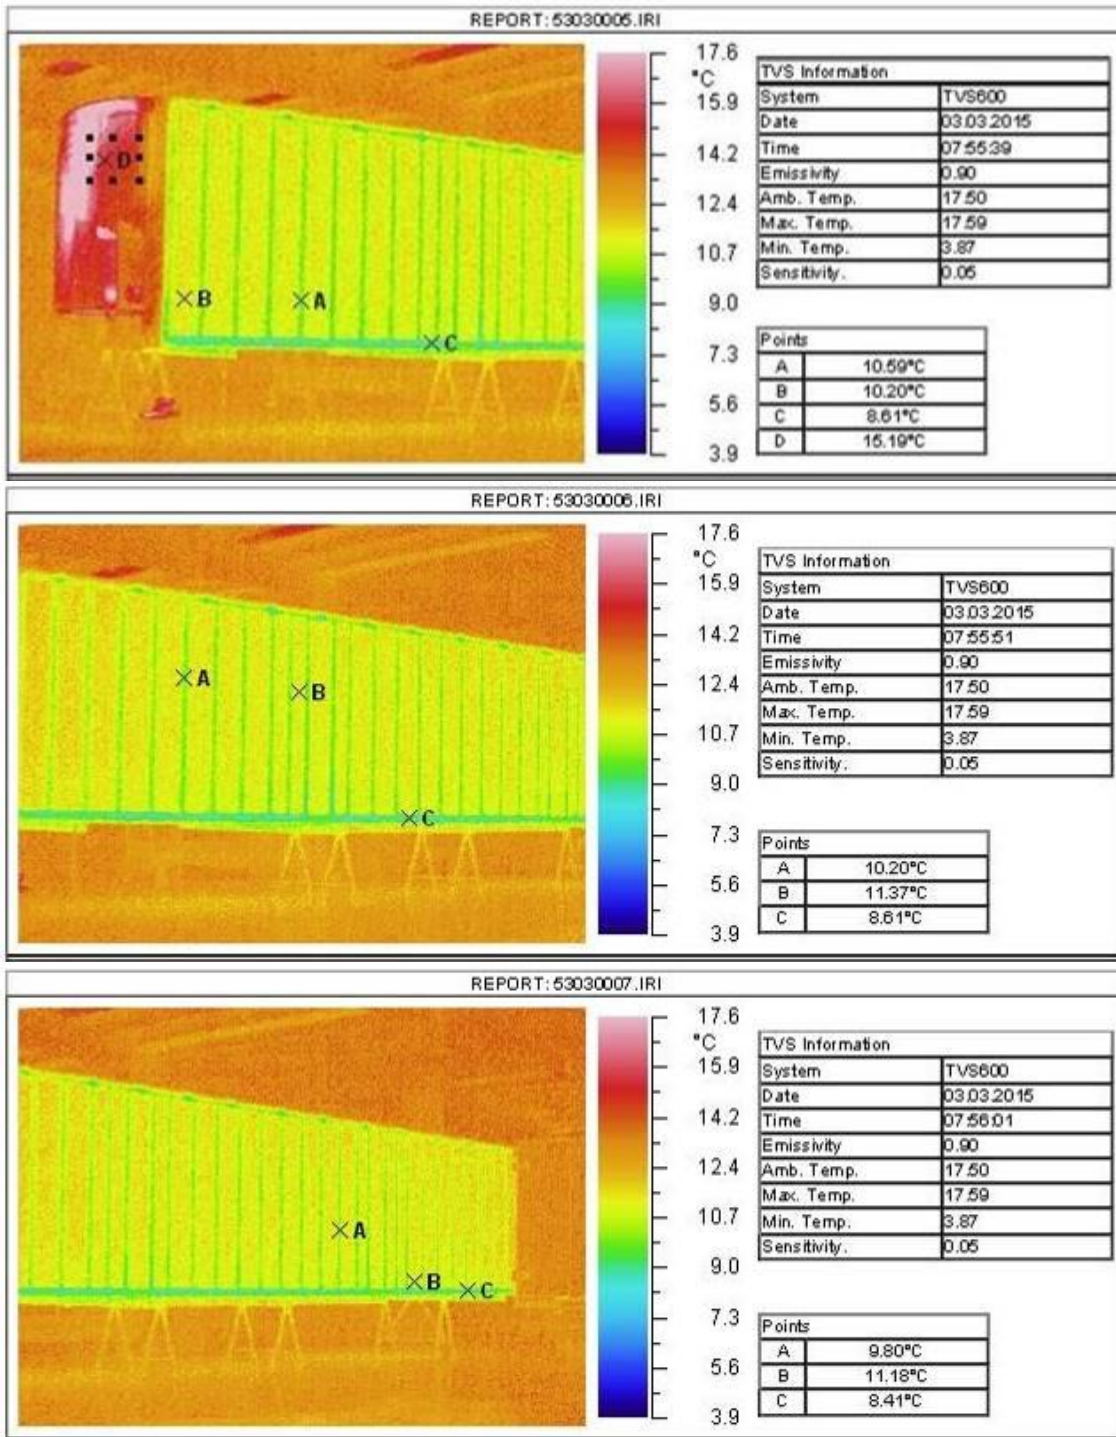 REPORT: 53030005.IRI
17.6
°C
15.9
14.2
12.4
10.7
9.0
7.3
5.6
3.9
D
B
A
C
TVS Information
System TVS600
Date 03.03.2015
Time 07:55:39
Emissivity 0.90
Amb. Temp. 17.50
Max. Temp. 17.59
Min. Temp. 3.87
Sensitivity. 0.05
Points
A 10.59°C
B 10.20°C
C 8.61°C
D 15.19°C
REPORT: 53030006.IRI
17.6
°C
15.9
14.2
12.4
10.7
9.0
7.3
5.6
3.9
A
B
C
TVS Information
System TVS600
Date 03.03.2015
Time 07:55:51
Emissivity 0.90
Amb. Temp. 17.50
Max. Temp. 17.59
Min. Temp. 3.87
Sensitivity. 0.05
Points
A 10.20°C
B 11.37°C
C 8.61°C
REPORT: 53030007.IRI
17.6
°C
15.9
14.2
12.4
10.7
9.0
7.3
5.6
3.9
A
B
C
TVS Information
System TVS600
Date 03.03.2015
Time 07:56:01
Emissivity 0.90
Amb. Temp. 17.50
Max. Temp. 17.59
Min. Temp. 3.87
Sensitivity. 0.05
Points
A 9.80°C
B 11.18°C
C 8.41°C